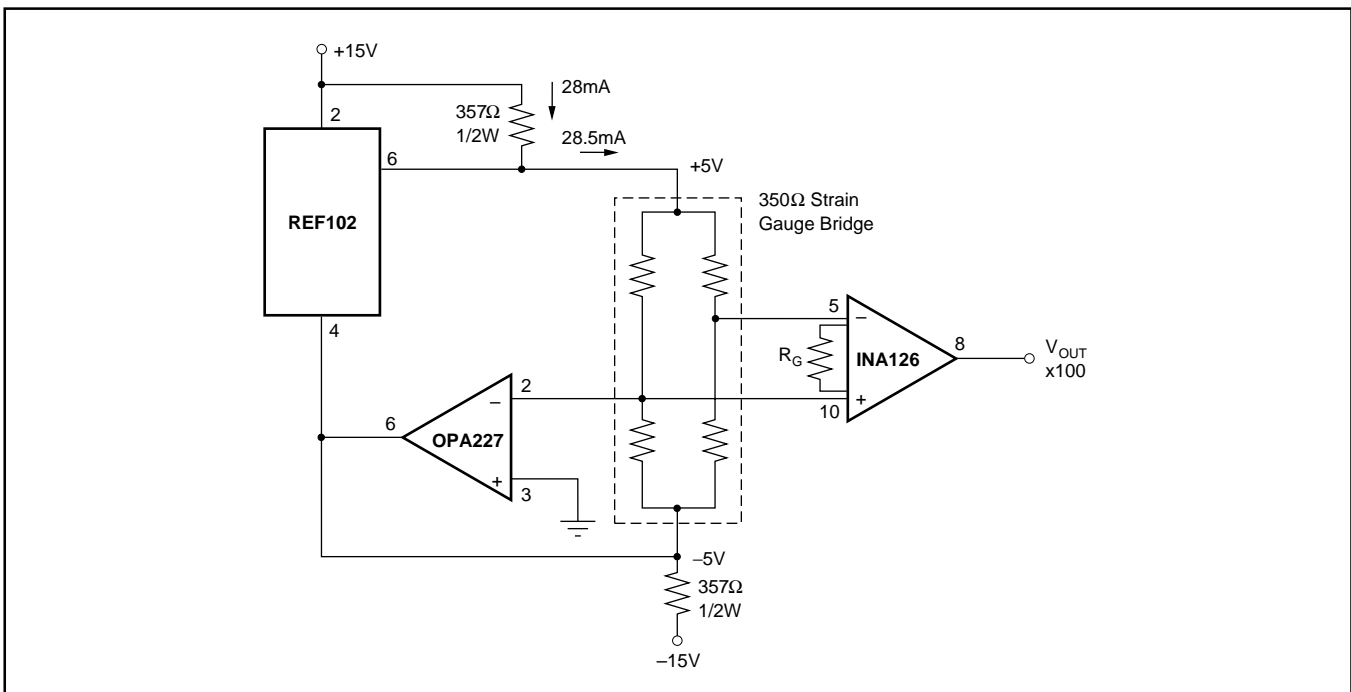 +15V
28mA
2
357Ω
1/2W
28.5mA
6
+5V
350Ω Strain
Gauge Bridge
REF102
4
5
–
8
R_G
INA126
V_OUT
x100
10
+
2
–
6
OPA227
+
3
–5V
357Ω
1/2W
–15V